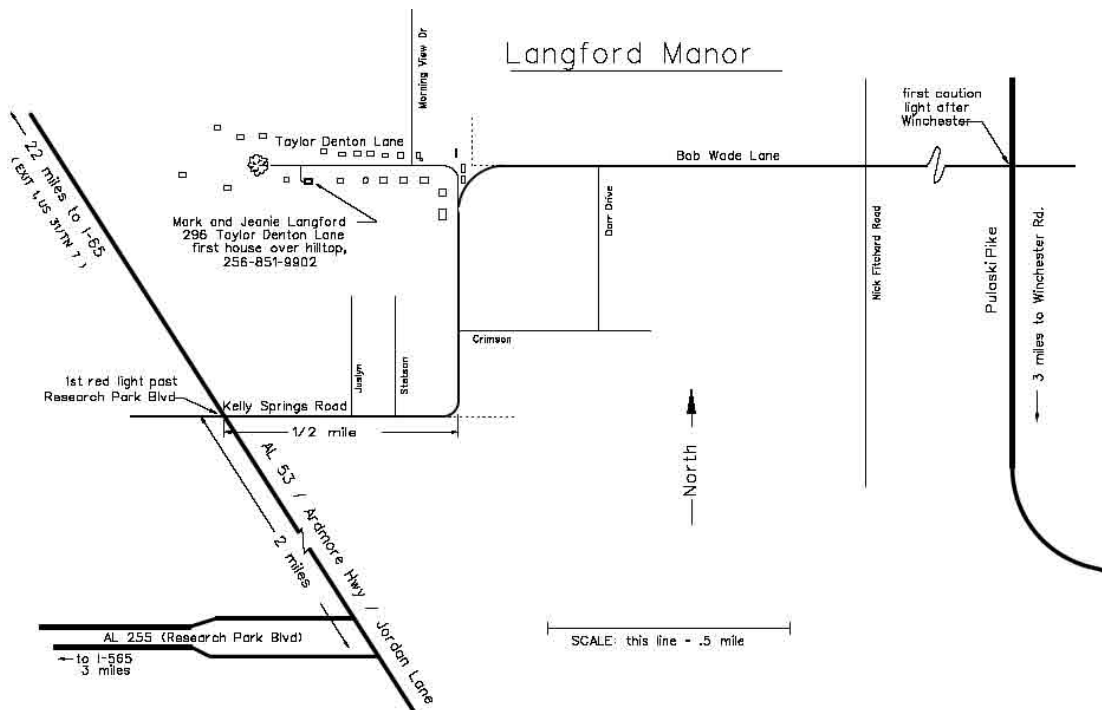 Langford Manor
Morning View Dr
first caution
light after
Winchester
Taylor Denton Lane
Bob Wade Lane
22 miles to I-65
(EXIT 1, US 31/TN 7)
Mark and Jeanie Langford
296 Taylor Denton Lane
first house over hilltop,
256-851-9902
Darr Drive
Nick Fitchard Road
Pulaski Pike
3 miles to Winchester Rd.
Crimson
Joslyn
Stetson
1st red light past
Research Park Blvd
Kelly Springs Road
1/2 mile
North
AL 53 / Ardmore Hwy / Jordan Lane
2 miles
AL 255 (Research Park Blvd)
to I-565
3 miles
SCALE: this line - .5 mile